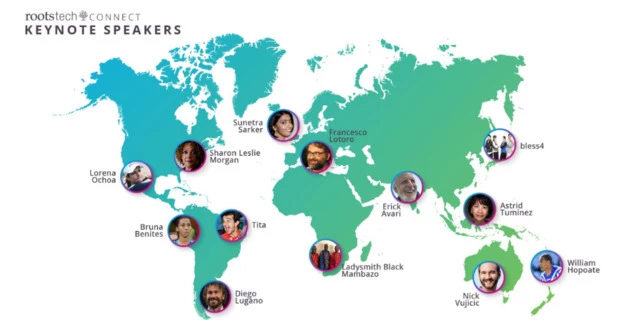 rootstech CONNECT
KEYNOTE SPEAKERS
Sunetra
Sarker
Francesco
Lotoro
bless4
Sharon Leslie
Morgan
Lorena
Ochoa
Erick
Avari
Astrid
Tuminez
Bruna
Benites
Tita
Ladysmith Black
Mambazo
William
Hopoate
Diego
Lugano
Nick
Vujicic